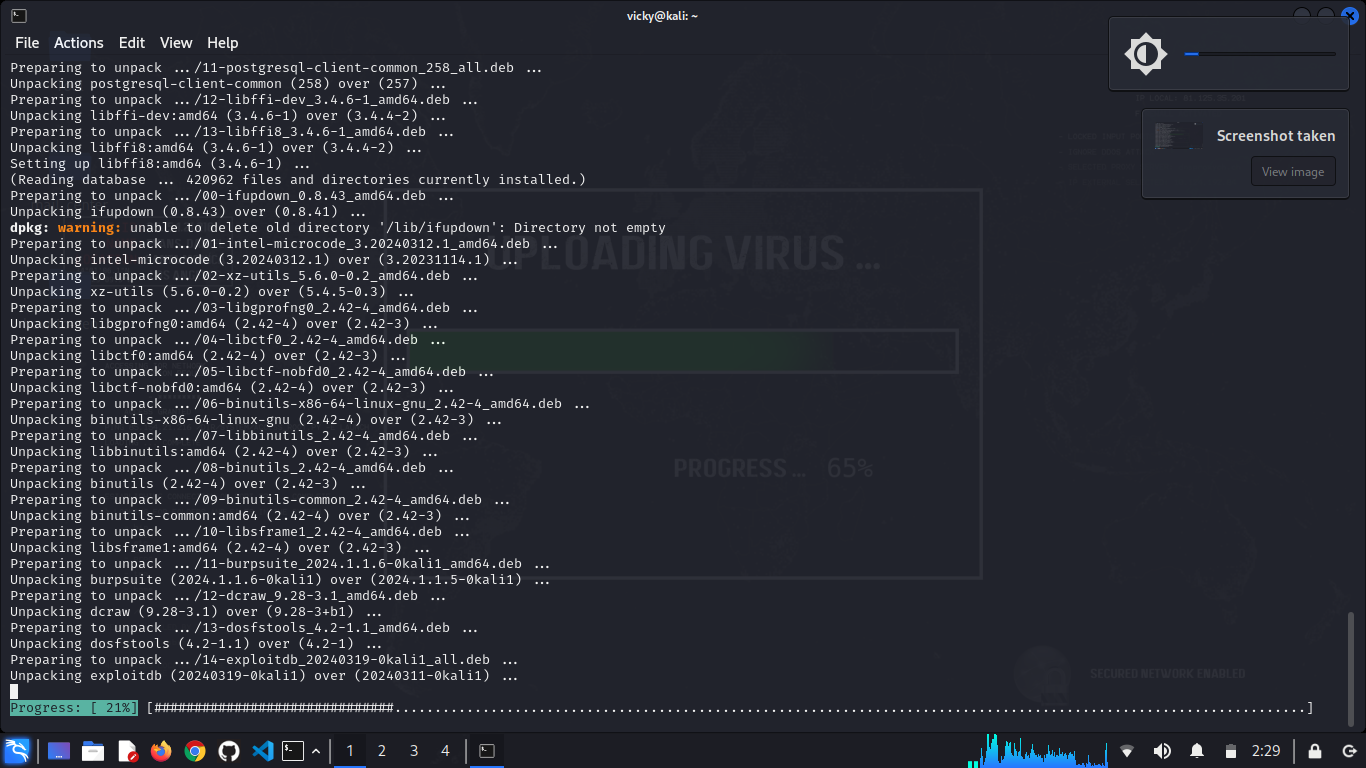 vicky@kali: ~
File Actions Edit View Help
Preparing to unpack .../11-postgresql-client-common_258_all.deb ...
Unpacking postgresql-client-common (258) over (257) ...
Preparing to unpack .../12-libffi-dev_3.4.6-1_amd64.deb ...
Unpacking libffi-dev:amd64 (3.4.6-1) over (3.4.4-2) ...
Preparing to unpack .../13-libffi8_3.4.6-1_amd64.deb ...
Unpacking libffi8:amd64 (3.4.6-1) over (3.4.4-2) ...
Setting up libffi8:amd64 (3.4.6-1) ...
(Reading database ... 420962 files and directories currently installed.)
Preparing to unpack .../00-ifupdown_0.8.43_amd64.deb ...
Unpacking ifupdown (0.8.43) over (0.8.41) ...
dpkg: warning: unable to delete old directory '/lib/ifupdown': Directory not empty
Preparing to unpack .../01-intel-microcode_3.20240312.1_amd64.deb ...
Unpacking intel-microcode (3.20240312.1) over (3.20231114.1) ...
Preparing to unpack .../02-xz-utils_5.6.0-0.2_amd64.deb ...
Unpacking xz-utils (5.6.0-0.2) over (5.4.5-0.3) ...
Preparing to unpack .../03-libgprofng0_2.42-4_amd64.deb ...
Unpacking libgprofng0:amd64 (2.42-4) over (2.42-3) ...
Preparing to unpack .../04-libctf0_2.42-4_amd64.deb ...
Unpacking libctf0:amd64 (2.42-4) over (2.42-3) ...
Preparing to unpack .../05-libctf-nobfd0_2.42-4_amd64.deb ...
Unpacking libctf-nobfd0:amd64 (2.42-4) over (2.42-3) ...
Preparing to unpack .../06-binutils-x86-64-linux-gnu_2.42-4_amd64.deb ...
Unpacking binutils-x86-64-linux-gnu (2.42-4) over (2.42-3) ...
Preparing to unpack .../07-libbinutils_2.42-4_amd64.deb ...
Unpacking libbinutils:amd64 (2.42-4) over (2.42-3) ...
Preparing to unpack .../08-binutils_2.42-4_amd64.deb ...
Unpacking binutils (2.42-4) over (2.42-3) ...
Preparing to unpack .../09-binutils-common_2.42-4_amd64.deb ...
Unpacking binutils-common:amd64 (2.42-4) over (2.42-3) ...
Preparing to unpack .../10-libsframe1_2.42-4_amd64.deb ...
Unpacking libsframe1:amd64 (2.42-4) over (2.42-3) ...
Preparing to unpack .../11-burpsuite_2024.1.1.6-0kali1_amd64.deb ...
Unpacking burpsuite (2024.1.1.6-0kali1) over (2024.1.1.5-0kali1) ...
Preparing to unpack .../12-dcraw_9.28-3.1_amd64.deb ...
Unpacking dcraw (9.28-3.1) over (9.28-3+b1) ...
Preparing to unpack .../13-dosfstools_4.2-1.1_amd64.deb ...
Unpacking dosfstools (4.2-1.1) over (4.2-1) ...
Preparing to unpack .../14-exploitdb_20240319-0kali1_all.deb ...
Unpacking exploitdb (20240319-0kali1) over (20240311-0kali1) ...
Progress: [ 21%] [##############################..................................................................................................................]
Screenshot taken
View image
UPLOADING VIRUS ...
PROGRESS ... 65%
SECURED NETWORK ENABLED
1 2 3 4
2:29